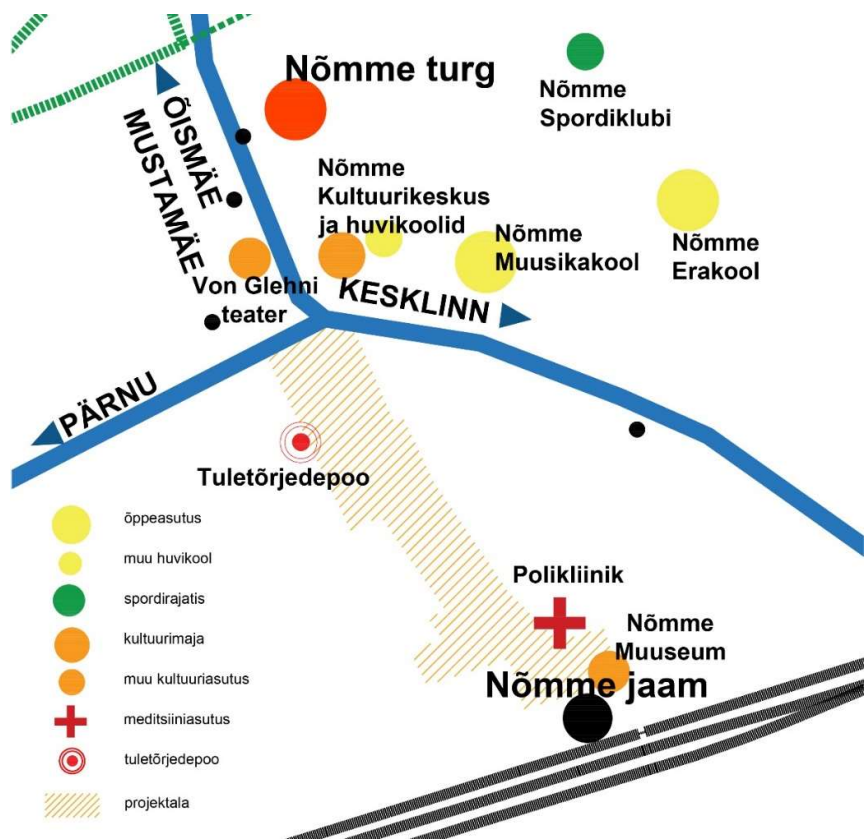 Nõmme turg
Nõmme
Spordiklubi
ÕISMÄE
MUSTAMÄE
Nõmme
Kultuurikeskus
ja huvikoolid
Nõmme
Muusikakool
Nõmme
Erakool
Von Glehni
teater
KESKLINN
PÄRNU
Tuletõrjedepoo
õppeasutus
muu huvikool
spordirajatis
kultuurimaja
muu kultuuriasutus
meditsiiniasutus
tuletõrjedepoo
projektala
Polikliinik
Nõmme
Muuseum
Nõmme jaam